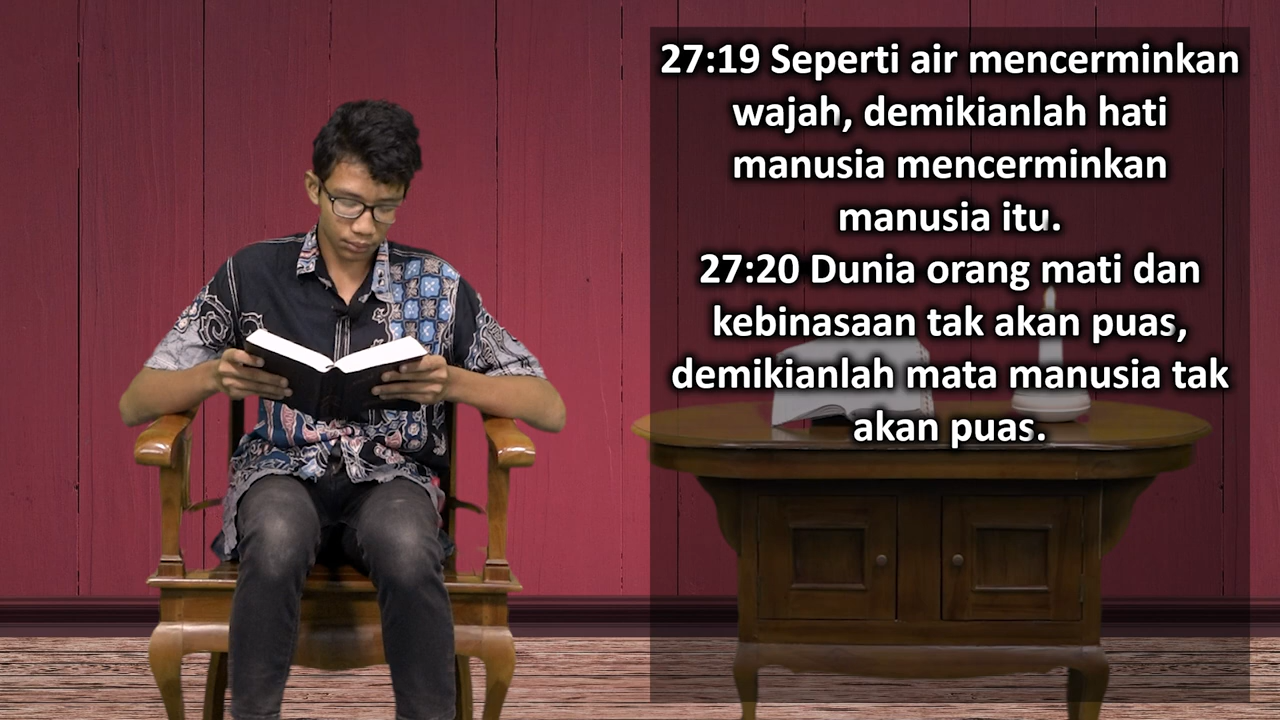 27:19 Seperti air mencerminkan
wajah, demikianlah hati
manusia mencerminkan
manusia itu.
27:20 Dunia orang mati dan
kebinasaan tak akan puas,
demikianlah mata manusia tak
akan puas.